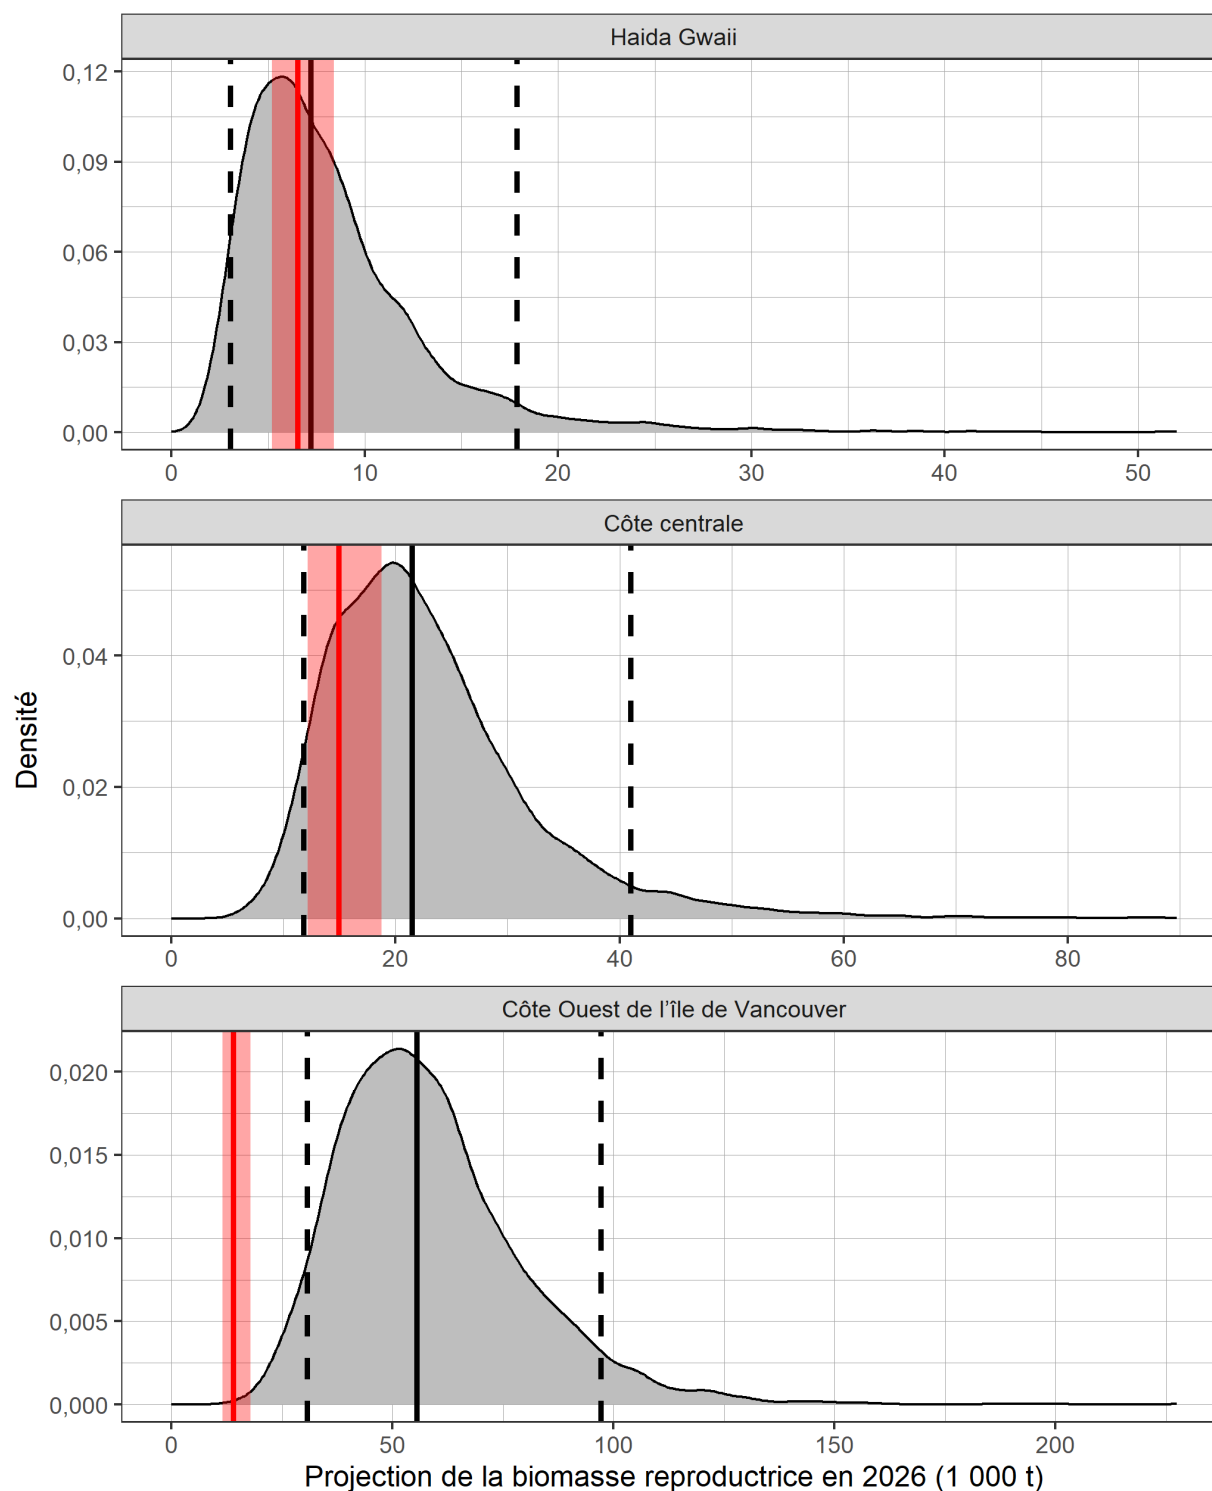 Haida Gwaii
0,12
0,09
0,06
0,03
0,00
0 10 20 30 40 50
Côte centrale
0,04
0,02
0,00
0 20 40 60 80
Densité
Côte Ouest de l'île de Vancouver
0,020
0,015
0,010
0,005
0,000
0 50 100 150 200
Projection de la biomasse reproductrice en 2026 (1 000 t)